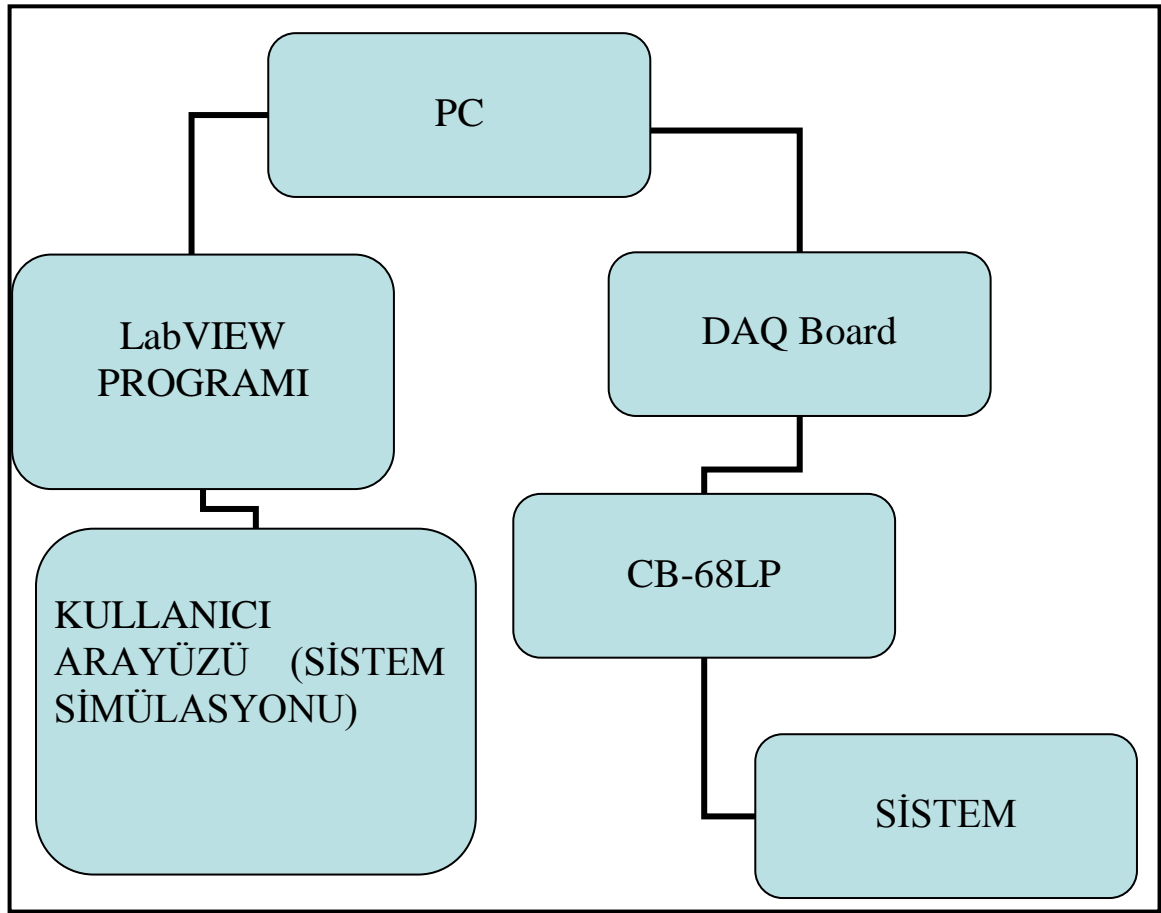 PC
LabVIEW
PROGRAMI
DAQ Board
CB-68LP
KULLANICI
ARAYÜZÜ (SİSTEM
SİMÜLASYONU)
SİSTEM